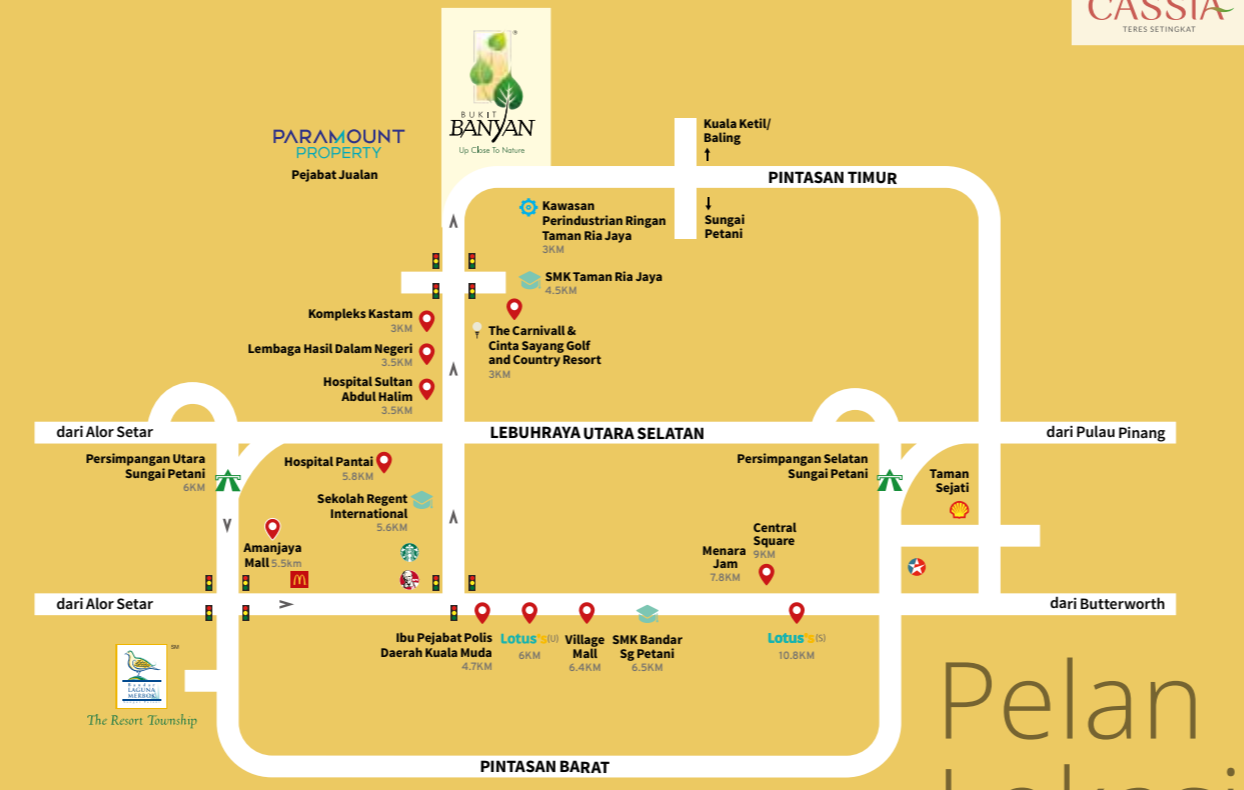 CASSIA
TERES SETINGKAT
BUKIT
BANYAN
Up Close To Nature
PARAMOUNT
PROPERTY
Pejabat Jualan
Kuala Ketil/
Baling
PINTASAN TIMUR
Sungai
Petani
Kawasan
Perindustrian Ringan
Taman Ria Jaya
3KM
SMK Taman Ria Jaya
4.5KM
Kompleks Kastam
3KM
The Carnivall &
Cinta Sayang Golf
and Country Resort
3KM
Lembaga Hasil Dalam Negeri
3.5KM
Hospital Sultan
Abdul Halim
3.5KM
dari Alor Setar
LEBUHRAYA UTARA SELATAN
dari Pulau Pinang
Persimpangan Utara
Sungai Petani
6KM
Hospital Pantai
5.8KM
Sekolah Regent
International
5.6KM
Persimpangan Selatan
Sungai Petani
Taman
Sejati
Amanjaya
Mall 5.5km
Central
Square
9KM
Menara
Jam
7.8KM
KFC
dari Alor Setar
dari Butterworth
Ibu Pejabat Polis
Daerah Kuala Muda
4.7KM
Lotus's(U)
6KM
Village
Mall
6.4KM
SMK Bandar
Sg Petani
6.5KM
Lotus's(S)
10.8KM
SM
Bandar
LAGUNA
MERBOK
The Resort Township
PINTASAN BARAT
Pelan
Lokasi